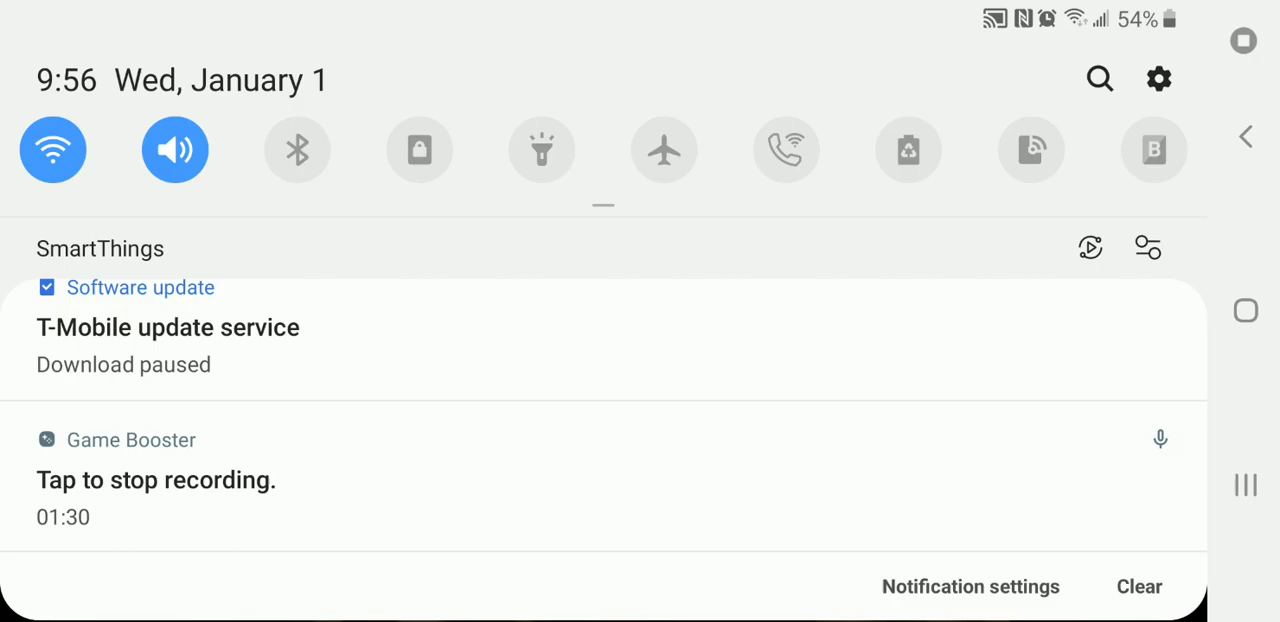 54%
9:56 Wed, January 1
B
SmartThings
Software update
T-Mobile update service
Download paused
Game Booster
Tap to stop recording.
01:30
Notification settings Clear